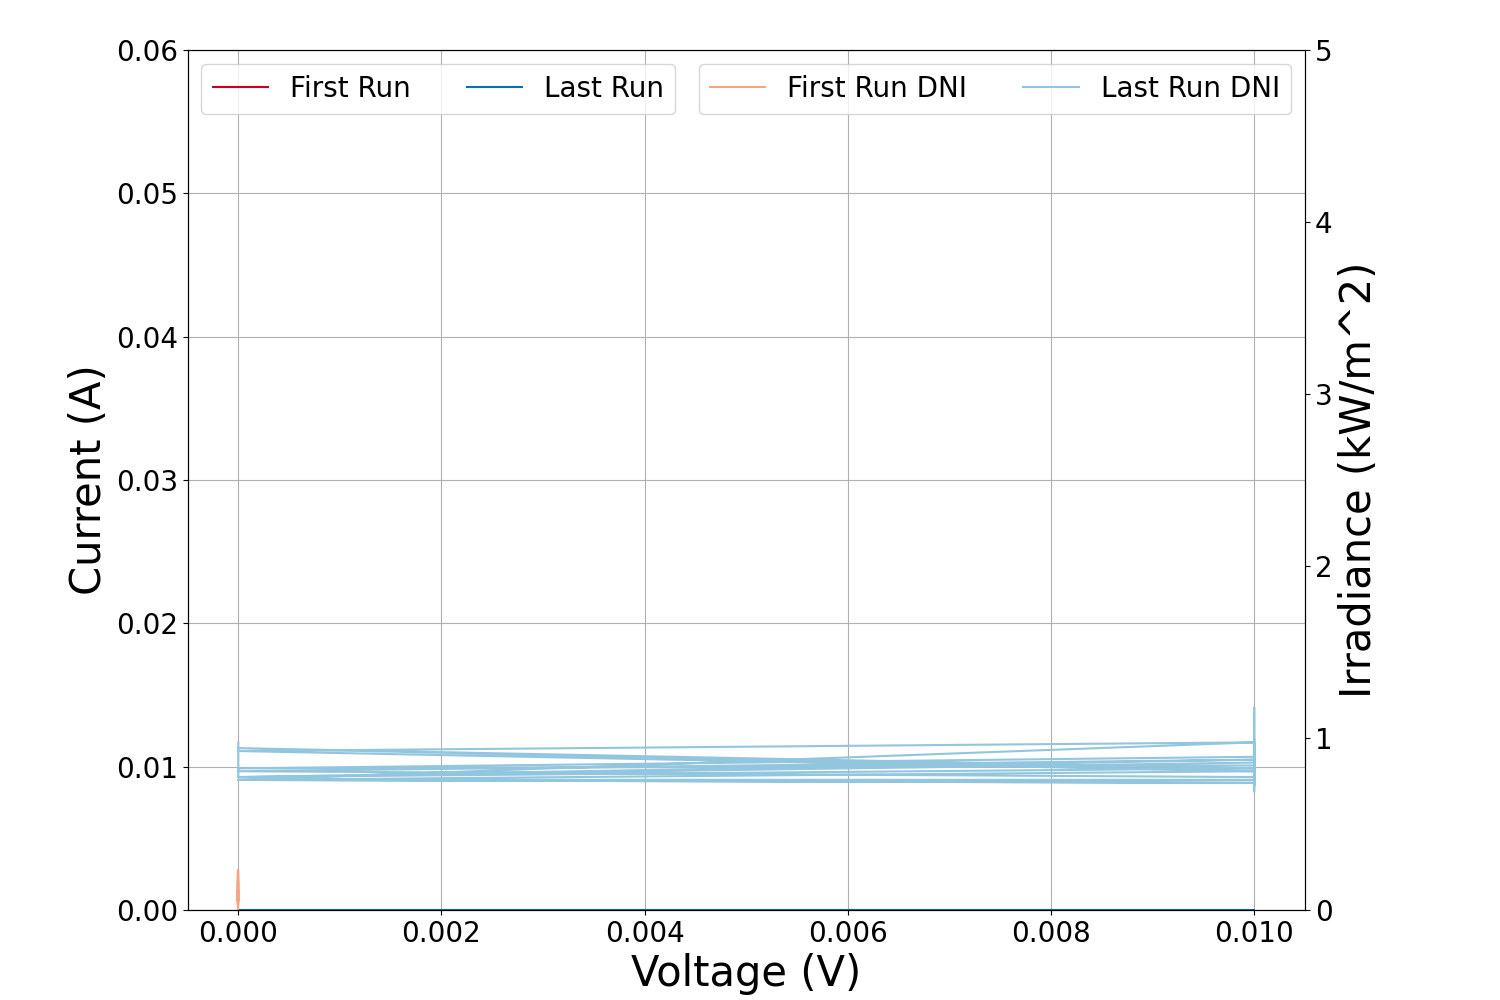 First Run
Last Run
First Run DNI
Last Run DNI
0.06
0.05
0.04
0.03
0.02
0.01
0.00
Current (A)
5
4
3
2
1
0
Irradiance (kW/m^2)
0.000 0.002 0.004 0.006 0.008 0.010
Voltage (V)